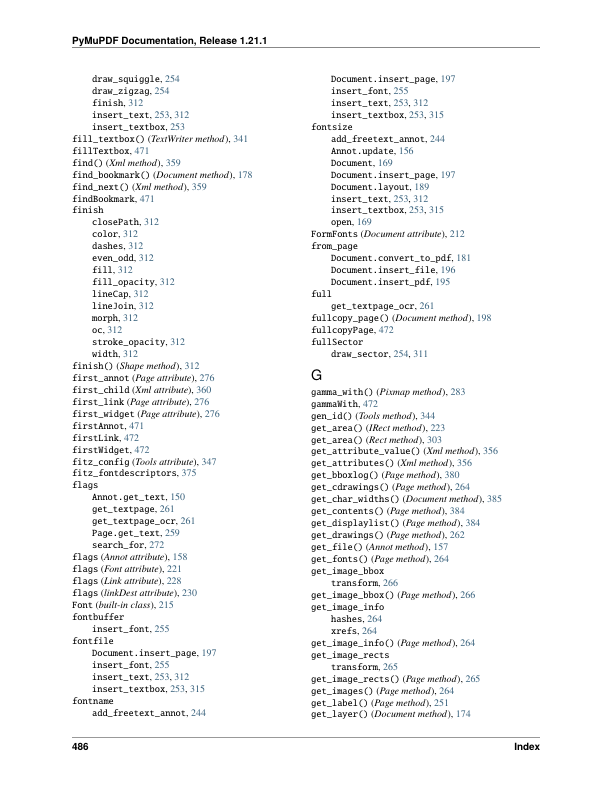 PyMuPDF Documentation, Release 1.21.1
draw_squiggle, 254
draw_zigzag, 254
finish, 312
insert_text, 253, 312
insert_textbox, 253
fill_textbox() (TextWriter method), 341
fillTextbox, 471
find() (Xml method), 359
find_bookmark() (Document method), 178
find_next() (Xml method), 359
findBookmark, 471
finish
closePath, 312
color, 312
dashes, 312
even_odd, 312
fill, 312
fill_opacity, 312
lineCap, 312
lineJoin, 312
morph, 312
oc, 312
stroke_opacity, 312
width, 312
finish() (Shape method), 312
first_annot (Page attribute), 276
first_child (Xml attribute), 360
first_link (Page attribute), 276
first_widget (Page attribute), 276
firstAnnot, 471
firstLink, 472
firstWidget, 472
fitz_config (Tools attribute), 347
fitz_fontdescriptors, 375
flags
Annot.get_text, 150
get_textpage, 261
get_textpage_ocr, 261
Page.get_text, 259
search_for, 272
flags (Annot attribute), 158
flags (Font attribute), 221
flags (Link attribute), 228
flags (linkDest attribute), 230
Font (built-in class), 215
fontbuffer
insert_font, 255
fontfile
Document.insert_page, 197
insert_font, 255
insert_text, 253, 312
insert_textbox, 253, 315
fontname
add_freetext_annot, 244
Document.insert_page, 197
insert_font, 255
insert_text, 253, 312
insert_textbox, 253, 315
fontsize
add_freetext_annot, 244
Annot.update, 156
Document, 169
Document.insert_page, 197
Document.layout, 189
insert_text, 253, 312
insert_textbox, 253, 315
open, 169
FormFonts (Document attribute), 212
from_page
Document.convert_to_pdf, 181
Document.insert_file, 196
Document.insert_pdf, 195
full
get_textpage_ocr, 261
fullcopy_page() (Document method), 198
fullcopyPage, 472
fullSector
draw_sector, 254, 311
G
gamma_with() (Pixmap method), 283
gammaWith, 472
gen_id() (Tools method), 344
get_area() (IRect method), 223
get_area() (Rect method), 303
get_attribute_value() (Xml method), 356
get_attributes() (Xml method), 356
get_bboxlog() (Page method), 380
get_cdrawings() (Page method), 264
get_char_widths() (Document method), 385
get_contents() (Page method), 384
get_displaylist() (Page method), 384
get_drawings() (Page method), 262
get_file() (Annot method), 157
get_fonts() (Page method), 264
get_image_bbox
transform, 266
get_image_bbox() (Page method), 266
get_image_info
hashes, 264
xrefs, 264
get_image_info() (Page method), 264
get_image_rects
transform, 265
get_image_rects() (Page method), 265
get_images() (Page method), 264
get_label() (Page method), 251
get_layer() (Document method), 174
486
Index